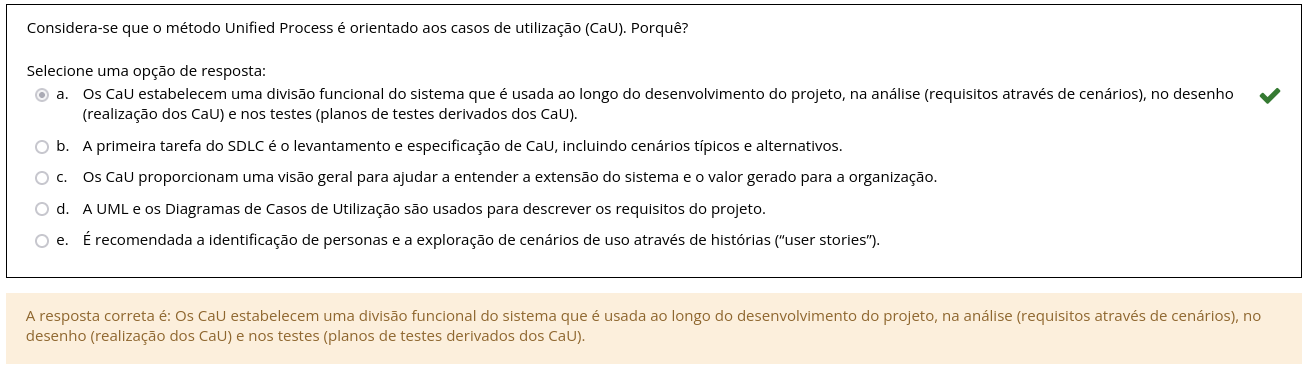 Considera-se que o método Unified Process é orientado aos casos de utilização (CaU). Porquê?
Selecione uma opção de resposta:
a. Os CaU estabelecem uma divisão funcional do sistema que é usada ao longo do desenvolvimento do projeto, na análise (requisitos através de cenários), no desenho
(realização dos CaU) e nos testes (planos de testes derivados dos CaU).
b. A primeira tarefa do SDLC é o levantamento e especificação de CaU, incluindo cenários típicos e alternativos.
c. Os CaU proporcionam uma visão geral para ajudar a entender a extensão do sistema e o valor gerado para a organização.
d. A UML e os Diagramas de Casos de Utilização são usados para descrever os requisitos do projeto.
e. É recomendada a identificação de personas e a exploração de cenários de uso através de histórias (“user stories”).
A resposta correta é: Os CaU estabelecem uma divisão funcional do sistema que é usada ao longo do desenvolvimento do projeto, na análise (requisitos através de cenários), no
desenho (realização dos CaU) e nos testes (planos de testes derivados dos CaU).